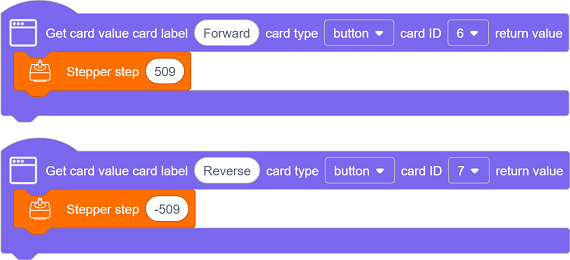 Get card value card label Forward card type button card ID 6 return value
Stepper step 509
Get card value card label Reverse card type button card ID 7 return value
Stepper step -509